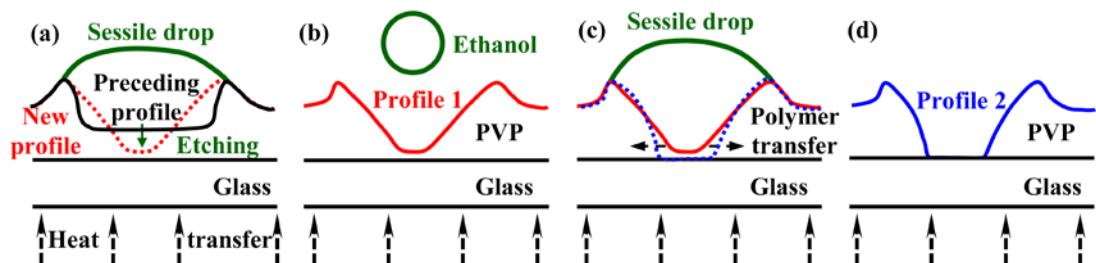 (a)
Sessile drop
Preceding
profile
New
profile
Etching
Glass
Heat transfer
(b)
Ethanol
Profile 1
PVP
Glass
(c)
Sessile drop
Polymer
transfer
Glass
(d)
Profile 2
PVP
Glass